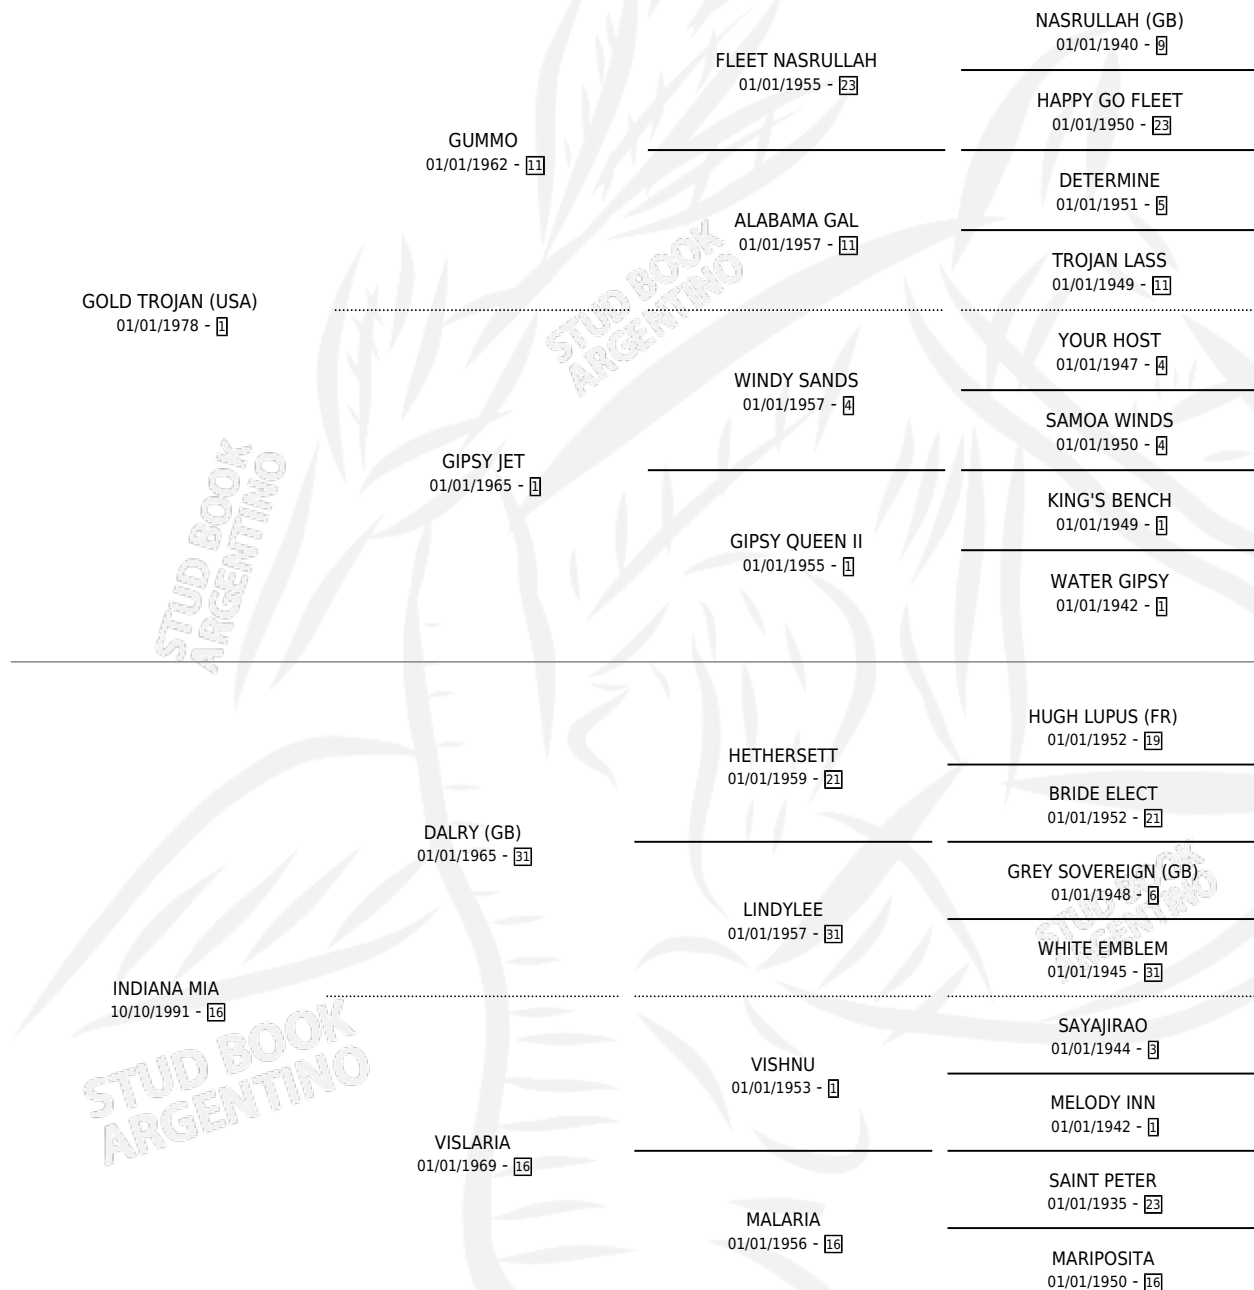 NASRULLAH (GB)
01/01/1940 - 9
FLEET NASRULLAH
01/01/1955 - 23
HAPPY GO FLEET
01/01/1950 - 23
GUMMO
01/01/1962 - 11
DETERMINE
01/01/1951 - 5
ALABAMA GAL
01/01/1957 - 11
TROJAN LASS
01/01/1949 - 11
GOLD TROJAN (USA)
01/01/1978 - 1
YOUR HOST
01/01/1947 - 4
WINDY SANDS
01/01/1957 - 4
SAMOA WINDS
01/01/1950 - 4
GIPSY JET
01/01/1965 - 1
KING'S BENCH
01/01/1949 - 1
GIPSY QUEEN II
01/01/1955 - 1
WATER GIPSY
01/01/1942 - 1
STUD BOOK
ARGENTINO
STUD BOOK
ARGENTINO
HUGH LUPUS (FR)
01/01/1952 - 19
HETHERSETT
01/01/1959 - 21
BRIDE ELECT
01/01/1952 - 21
DALRY (GB)
01/01/1965 - 31
GREY SOVEREIGN (GB)
01/01/1948 - 6
LINDYLEE
01/01/1957 - 31
WHITE EMBLEM
01/01/1945 - 31
STUD BOOK
ARGENTINO
INDIANA MIA
10/10/1991 - 16
SAYAJIRAO
01/01/1944 - 3
VISHNU
01/01/1953 - 1
MELODY INN
01/01/1942 - 1
VISLARIA
01/01/1969 - 16
SAINT PETER
01/01/1935 - 23
MALARIA
01/01/1956 - 16
MARIPOSITA
01/01/1950 - 16
STUD BOOK
ARGENTINO